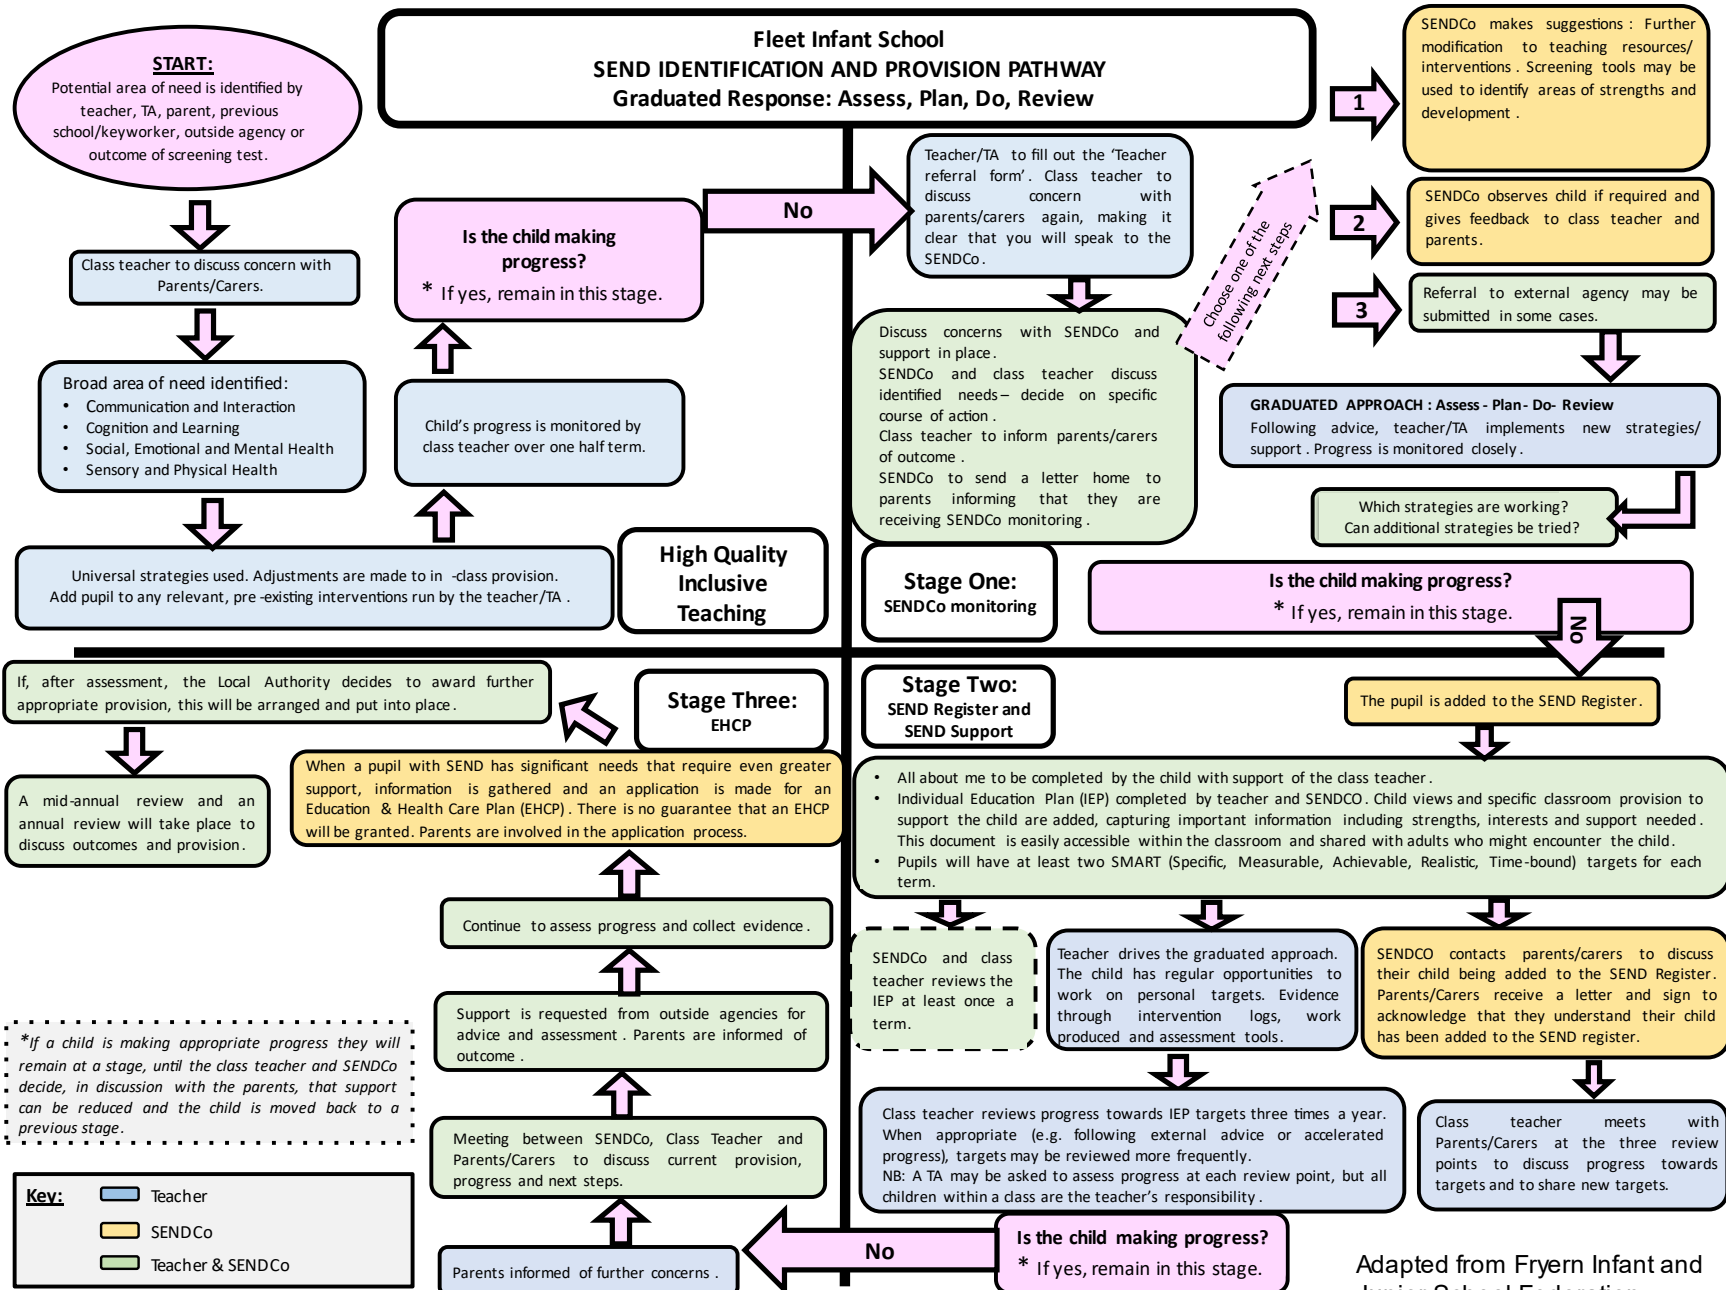 Fleet Infant School
SEND IDENTIFICATION AND PROVISION PATHWAY
Graduated Response: Assess, Plan, Do, Review
START:
Potential area of need is identified by
teacher, TA, parent, previous
school/keyworker, outside agency or
outcome of screening test.
Class teacher to discuss concern with
Parents/Carers.
Broad area of need identified:
• Communication and Interaction
• Cognition and Learning
• Social, Emotional and Mental Health
• Sensory and Physical Health
Universal strategies used. Adjustments are made to in -class provision.
Add pupil to any relevant, pre -existing interventions run by the teacher/TA .
Child's progress is monitored by
class teacher over one half term.
Is the child making
progress?
* If yes, remain in this stage.
High Quality
Inclusive
Teaching
No
Teacher/TA to fill out the 'Teacher
referral form'. Class teacher to
discuss concern with
parents/carers again, making it
clear that you will speak to the
SENDCo.
Discuss concerns with SENDCo and
support in place.
SENDCo and class teacher discuss
identified needs – decide on specific
course of action .
Class teacher to inform parents/carers
of outcome .
SENDCo to send a letter home to
parents informing that they are
receiving SENDCo monitoring .
Stage One:
SENDCo monitoring
Choose one of the
following next steps
1
SENDCo makes suggestions : Further
modification to teaching resources/
interventions . Screening tools may be
used to identify areas of strengths and
development .
2
SENDCo observes child if required and
gives feedback to class teacher and
parents.
3
Referral to external agency may be
submitted in some cases.
GRADUATED APPROACH : Assess - Plan - Do- Review
Following advice, teacher/TA implements new strategies/
support . Progress is monitored closely .
Which strategies are working?
Can additional strategies be tried?
Is the child making progress?
* If yes, remain in this stage.
No
Stage Two:
SEND Register and
SEND Support
The pupil is added to the SEND Register.
• All about me to be completed by the child with support of the class teacher .
• Individual Education Plan (IEP) completed by teacher and SENDCO . Child views and specific classroom provision to
support the child are added, capturing important information including strengths, interests and support needed .
This document is easily accessible within the classroom and shared with adults who might encounter the child.
• Pupils will have at least two SMART (Specific, Measurable, Achievable, Realistic, Time-bound) targets for each
term.
SENDCo and class
teacher reviews the
IEP at least once a
term.
Teacher drives the graduated approach.
The child has regular opportunities to
work on personal targets. Evidence
through intervention logs, work
produced and assessment tools.
SENDCO contacts parents/carers to discuss
their child being added to the SEND Register.
Parents/Carers receive a letter and sign to
acknowledge that they understand their child
has been added to the SEND register.
Class teacher reviews progress towards IEP targets three times a year.
When appropriate (e.g. following external advice or accelerated
progress), targets may be reviewed more frequently.
NB: A TA may be asked to assess progress at each review point, but all
children within a class are the teacher's responsibility .
Class teacher meets with
Parents/Carers at the three review
points to discuss progress towards
targets and to share new targets.
Is the child making progress?
* If yes, remain in this stage.
No
Parents informed of further concerns .
Meeting between SENDCo, Class Teacher and
Parents/Carers to discuss current provision,
progress and next steps.
Support is requested from outside agencies for
advice and assessment . Parents are informed of
outcome .
Continue to assess progress and collect evidence .
When a pupil with SEND has significant needs that require even greater
support, information is gathered and an application is made for an
Education & Health Care Plan (EHCP) . There is no guarantee that an EHCP
will be granted. Parents are involved in the application process.
Stage Three:
EHCP
If, after assessment, the Local Authority decides to award further
appropriate provision, this will be arranged and put into place .
A mid-annual review and an
annual review will take place to
discuss outcomes and provision .
*If a child is making appropriate progress they will
remain at a stage, until the class teacher and SENDCo
decide, in discussion with the parents, that support
can be reduced and the child is moved back to a
previous stage .
Key:
Teacher
SENDCo
Teacher & SENDCo
Adapted from Fryern Infant and
Junior School Federation